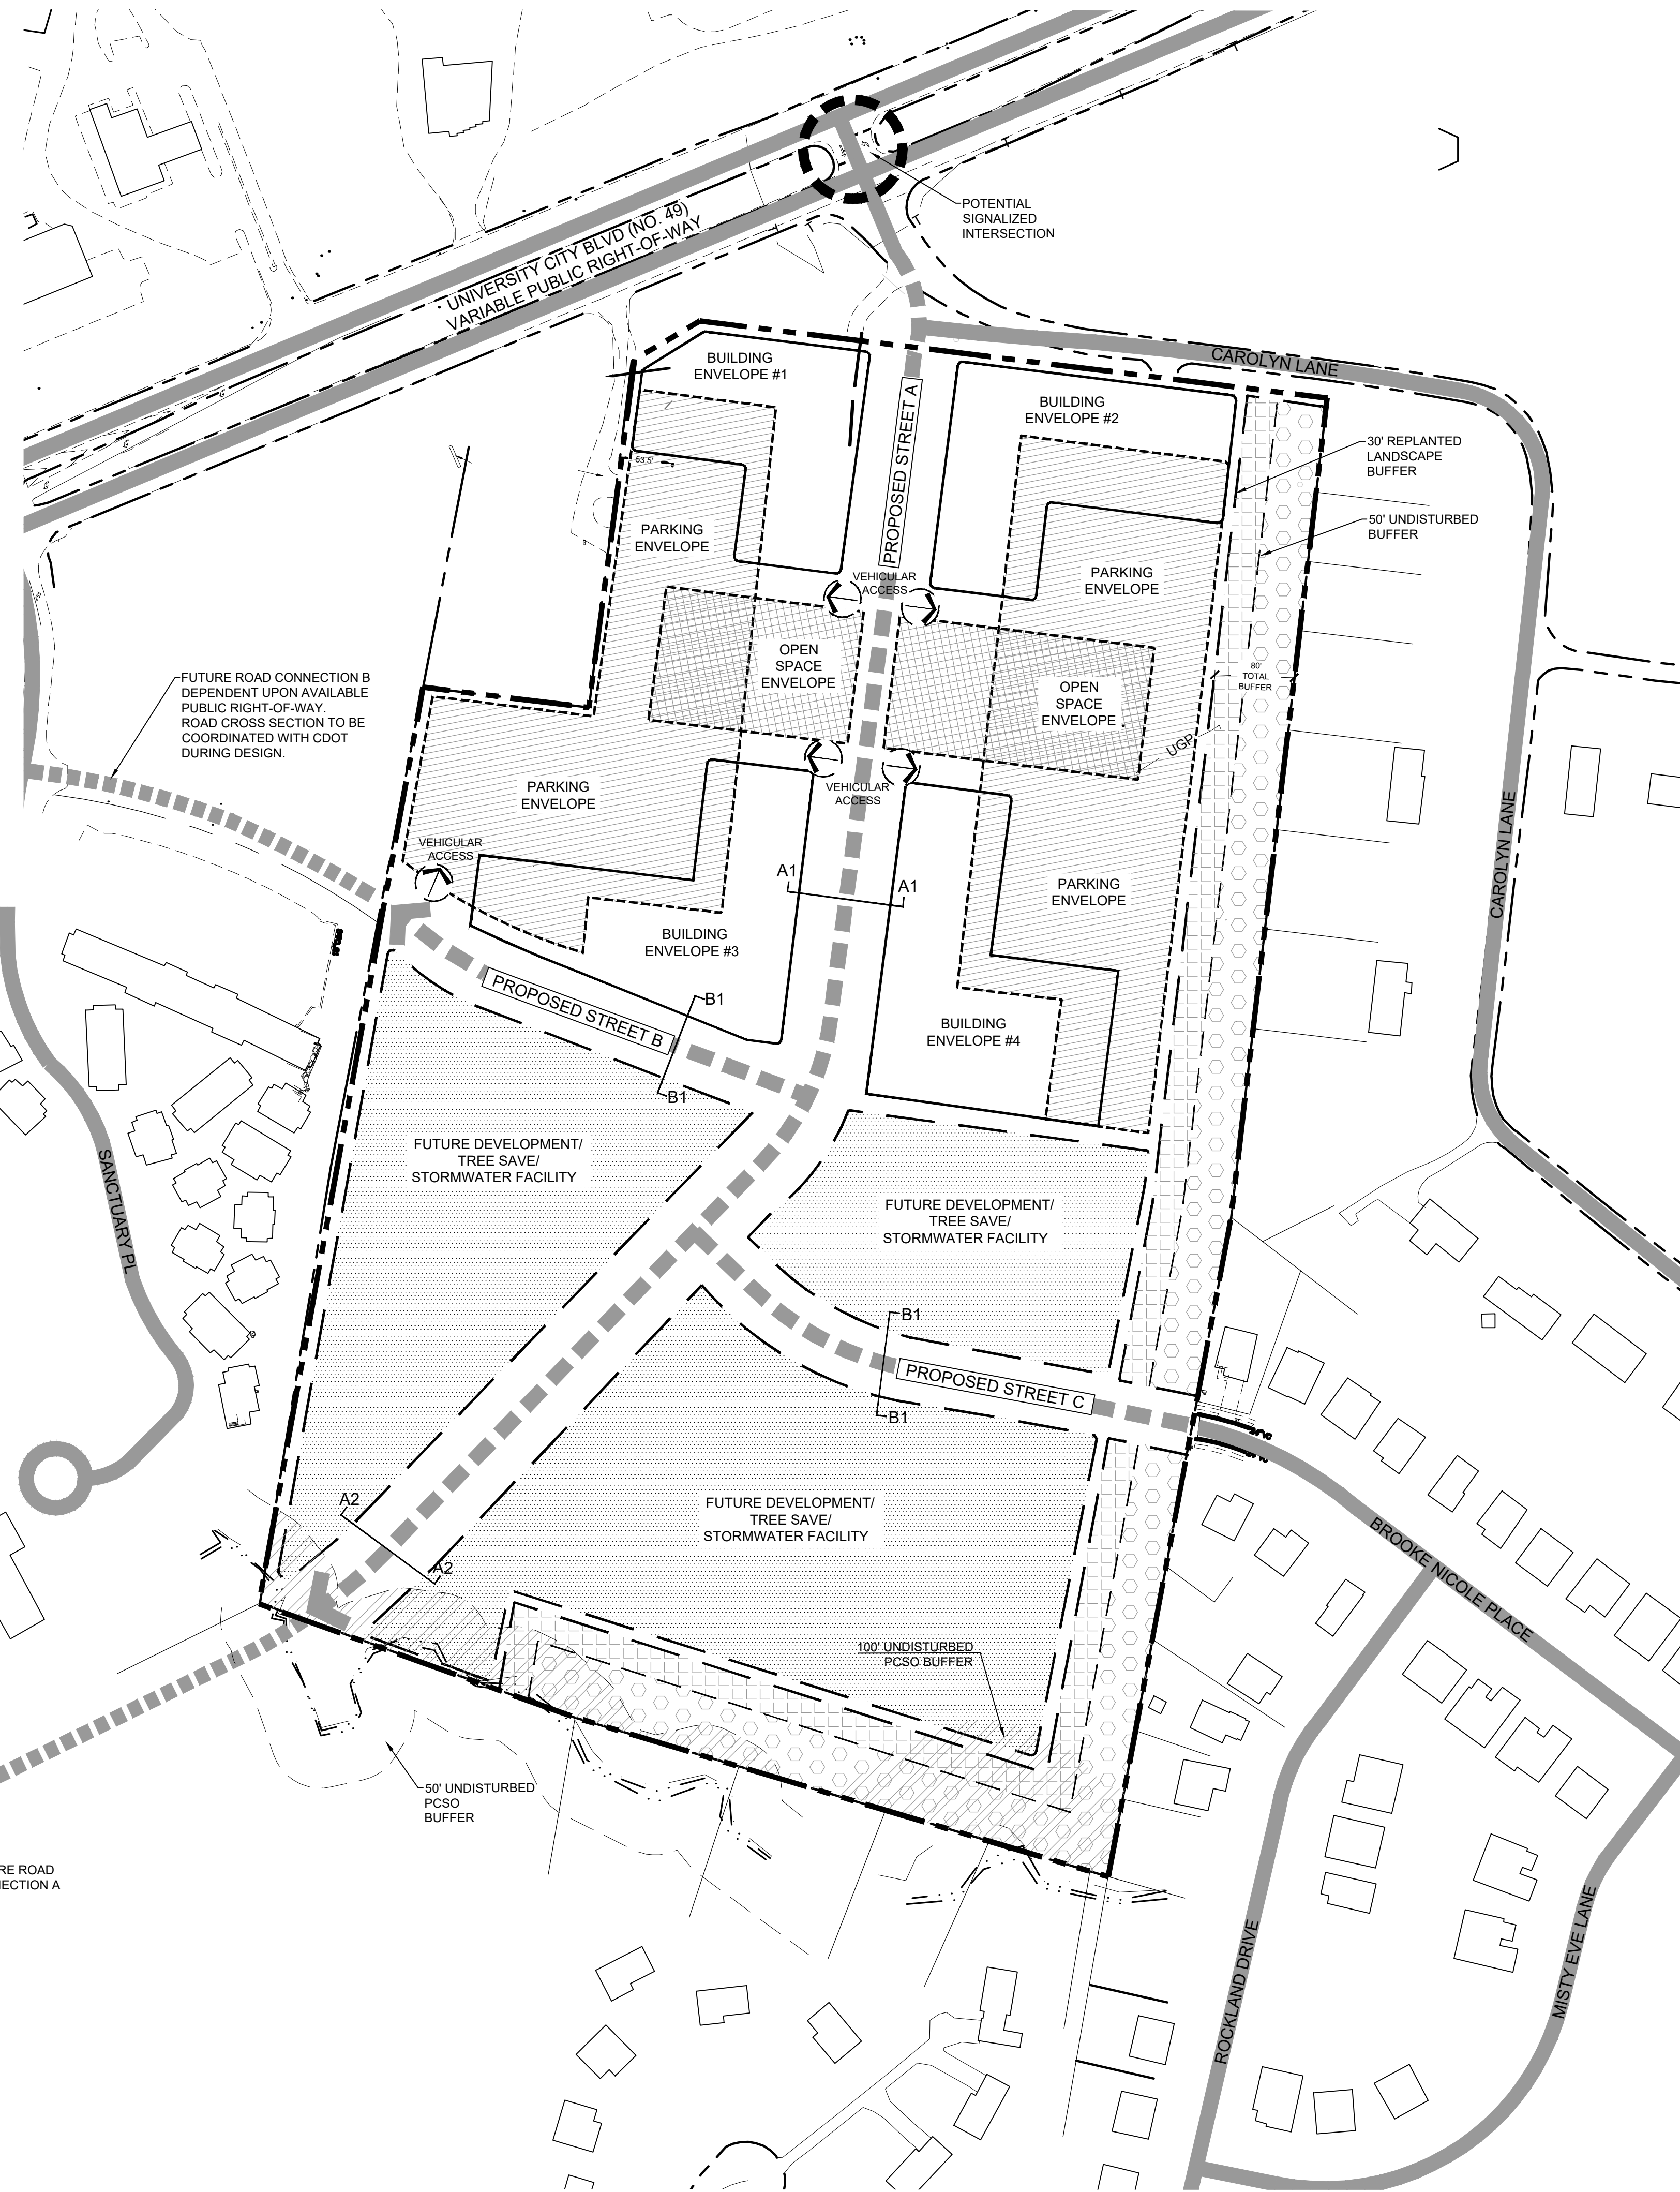 POTENTIAL
SIGNALIZED
INTERSECTION
UNIVERSITY CITY BLVD (NO. 49)
VARIABLE PUBLIC RIGHT-OF-WAY
CAROLYN LANE
BUILDING
ENVELOPE #1
PROPOSED STREET A
BUILDING
ENVELOPE #2
30' REPLANTED
LANDSCAPE
BUFFER
53.5'
50' UNDISTURBED
BUFFER
PARKING
ENVELOPE
VEHICULAR
ACCESS
PARKING
ENVELOPE
OPEN
SPACE
ENVELOPE
OPEN
SPACE
ENVELOPE
80'
TOTAL
BUFFER
UGP
FUTURE ROAD CONNECTION B
DEPENDENT UPON AVAILABLE
PUBLIC RIGHT-OF-WAY.
ROAD CROSS SECTION TO BE
COORDINATED WITH CDOT
DURING DESIGN.
PARKING
ENVELOPE
VEHICULAR
ACCESS
VEHICULAR
ACCESS
CAROLYN LANE
A1
A1
PARKING
ENVELOPE
BUILDING
ENVELOPE #3
B1
PROPOSED STREET B
BUILDING
ENVELOPE #4
B1
FUTURE DEVELOPMENT/
TREE SAVE/
STORMWATER FACILITY
SANCTUARY PL
FUTURE DEVELOPMENT/
TREE SAVE/
STORMWATER FACILITY
B1
PROPOSED STREET C
B1
A2
FUTURE DEVELOPMENT/
TREE SAVE/
STORMWATER FACILITY
A2
BROOKE NICOLE PLACE
100' UNDISTURBED
PCSO BUFFER
50' UNDISTURBED
PCSO
BUFFER
RE ROAD
NECTION A
ROCKLAND DRIVE
MISTY EVE LANE